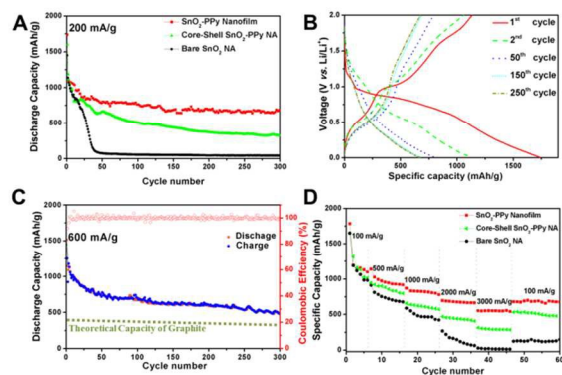 A
200 mA/g
SnO2-PPy Nanofilm
Core-Shell SnO2-PPy NA
Bare SnO2 NA
Discharge Capacity (mAh/g)
2000
1500
1000
500
0
0 50 100 150 200 250 300
Cycle number
B
1st cycle
2nd cycle
50th cycle
150th cycle
250th cycle
Voltage (V vs. Li/Li+)
2.0
1.5
1.0
0.5
0.0
0 500 1000 1500 2000
Specific capacity (mAh/g)
C
600 mA/g
Dischage
Charge
Theoretical Capacity of Graphite
Discharge Capacity (mAh/g)
2000
1500
1000
500
0
0 50 100 150 200 250 300
Cycle number
Coulombic Effciency (%)
100
80
60
40
20
0
D
SnO2-PPy Nanofilm
Core-Shell SnO2-PPy NA
Bare SnO2 NA
100 mA/g
500 mA/g
1000 mA/g
2000 mA/g
3000 mA/g
100 mA/g
Specific Capacity (mAh/g)
2000
1500
1000
500
0
0 10 20 30 40 50 60
Cycle number